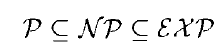 𝒫 ⊆ 𝒩𝒫 ⊆ ℰ𝒳𝒫